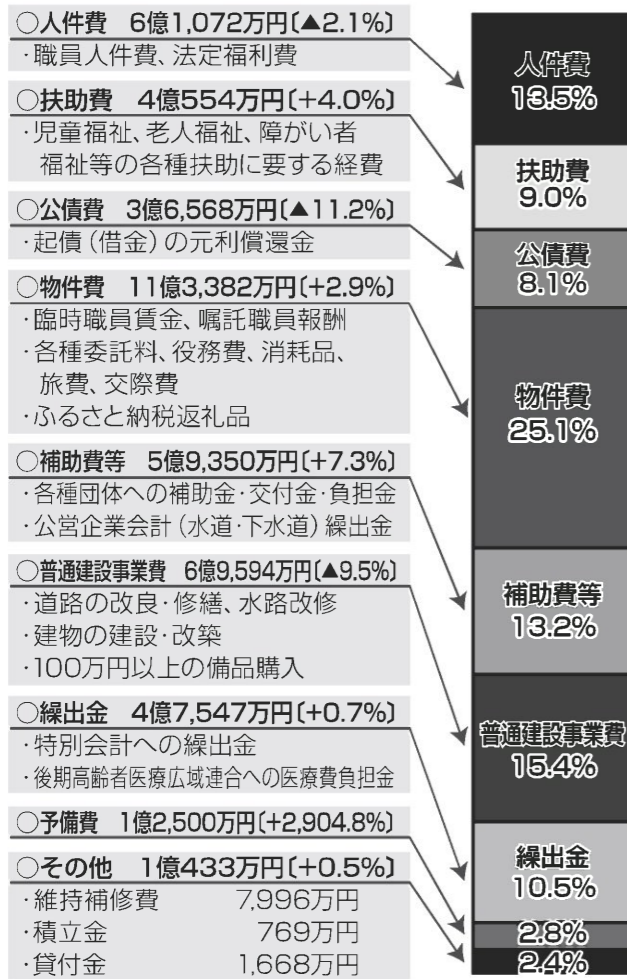 ○人件費 6億1,072万円〔▲2.1%〕
・職員人件費、法定福利費
○扶助費 4億554万円〔+4.0%〕
・児童福祉、老人福祉、障がい者
福祉等の各種扶助に要する経費
○公債費 3億6,568万円〔▲11.2%〕
・起債(借金)の元利償還金
○物件費 11億3,382万円〔+2.9%〕
・臨時職員賃金、嘱託職員報酬
・各種委託料、役務費、消耗品、
旅費、交際費
・ふるさと納税返礼品
○補助費等 5億9,350万円〔+7.3%〕
・各種団体への補助金・交付金・負担金
・公営企業会計(水道・下水道)繰出金
○普通建設事業費 6億9,594万円〔▲9.5%〕
・道路の改良・修繕、水路改修
・建物の建設・改築
・100万円以上の備品購入
○繰出金 4億7,547万円〔+0.7%〕
・特別会計への繰出金
・後期高齢者医療広域連合への医療費負担金
○予備費 1億2,500万円〔+2,904.8%〕
○その他 1億433万円〔+0.5%〕
・維持補修費 7,996万円
・積立金 769万円
・貸付金 1,668万円
人件費
13.5%
扶助費
9.0%
公債費
8.1%
物件費
25.1%
補助費等
13.2%
普通建設事業費
15.4%
繰出金
10.5%
2.8%
2.4%